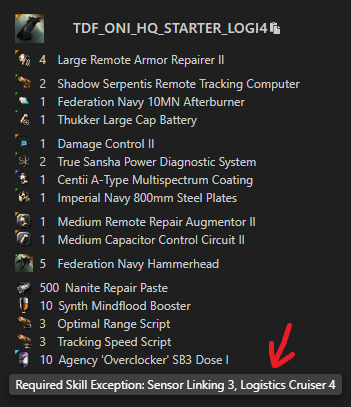 TDF_ONI_HQ_STARTER_LOGI4
4 Large Remote Armor Repairer II
2 Shadow Serpentis Remote Tracking Computer
1 Federation Navy 10MN Afterburner
1 Thukker Large Cap Battery
1 Damage Control II
2 True Sansha Power Diagnostic System
1 Centii A-Type Multispectrum Coating
1 Imperial Navy 800mm Steel Plates
1 Medium Remote Repair Augmentor II
1 Medium Capacitor Control Circuit II
5 Federation Navy Hammerhead
500 Nanite Repair Paste
10 Synth Mindflood Booster
3 Optimal Range Script
3 Tracking Speed Script
10 Agency 'Overclocker' SB3 Dose I
Required Skill Exception: Sensor Linking 3, Logistics Cruiser 4